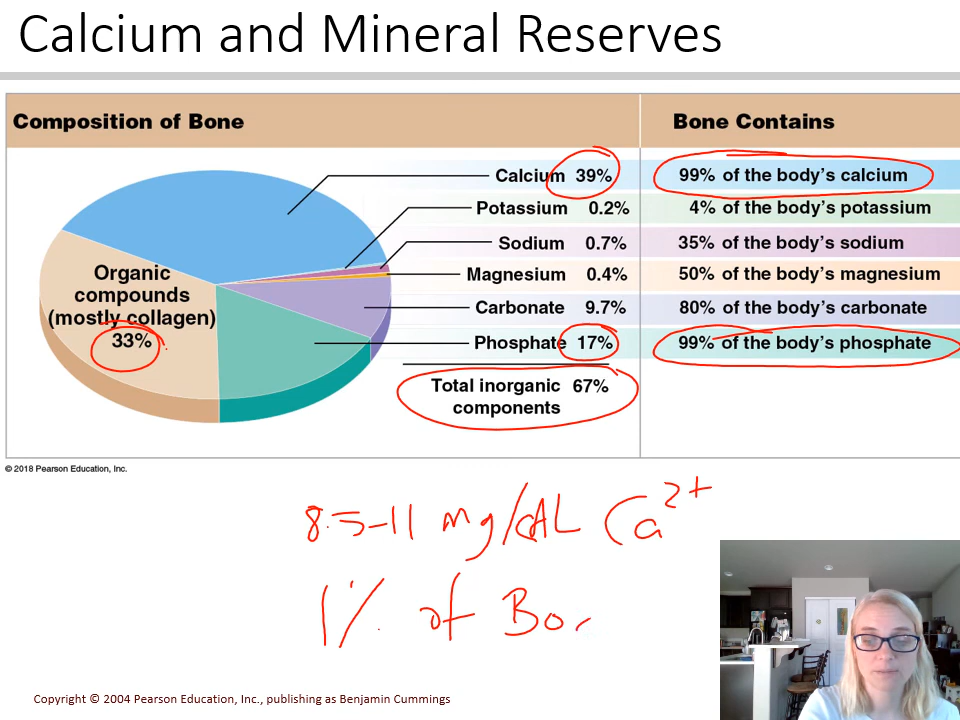 Calcium and Mineral Reserves
Composition of Bone
Bone Contains
Calcium 39%
99% of the body's calcium
Potassium 0.2%
4% of the body's potassium
Sodium 0.7%
35% of the body's sodium
Magnesium 0.4%
50% of the body's magnesium
Carbonate 9.7%
80% of the body's carbonate
Phosphate 17%
99% of the body's phosphate
Total inorganic 67%
components
Organic
compounds
(mostly collagen)
33%
© 2018 Pearson Education, Inc.
8.5-11 mg/dL Ca2+
1% of Bo
Copyright © 2004 Pearson Education, Inc., publishing as Benjamin Cummings